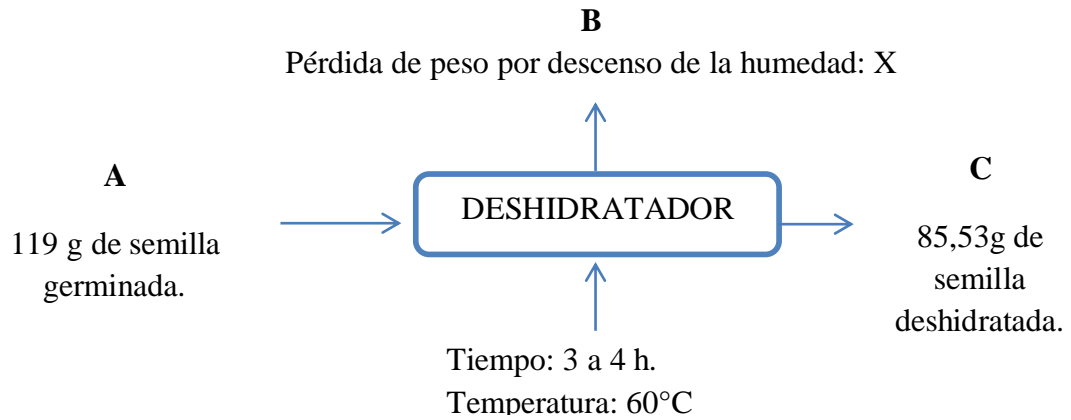 B
Pérdida de peso por descenso de la humedad: X
A
119 g de semilla
germinada.
DESHIDRATADOR
C
85,53g de
semilla
deshidratada.
Tiempo: 3 a 4 h.
Temperatura: 60°C